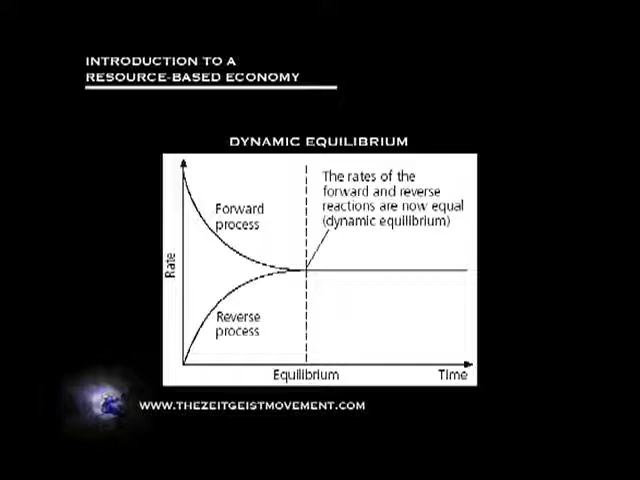 INTRODUCTION TO A
RESOURCE-BASED ECONOMY
DYNAMIC EQUILIBRIUM
The rates of the
forward and reverse
reactions are now equal
(dynamic equilibrium)
Forward
process
Rate
Reverse
process
Equilibrium
Time
WWW.THEZEITGEISTMOVEMENT.COM